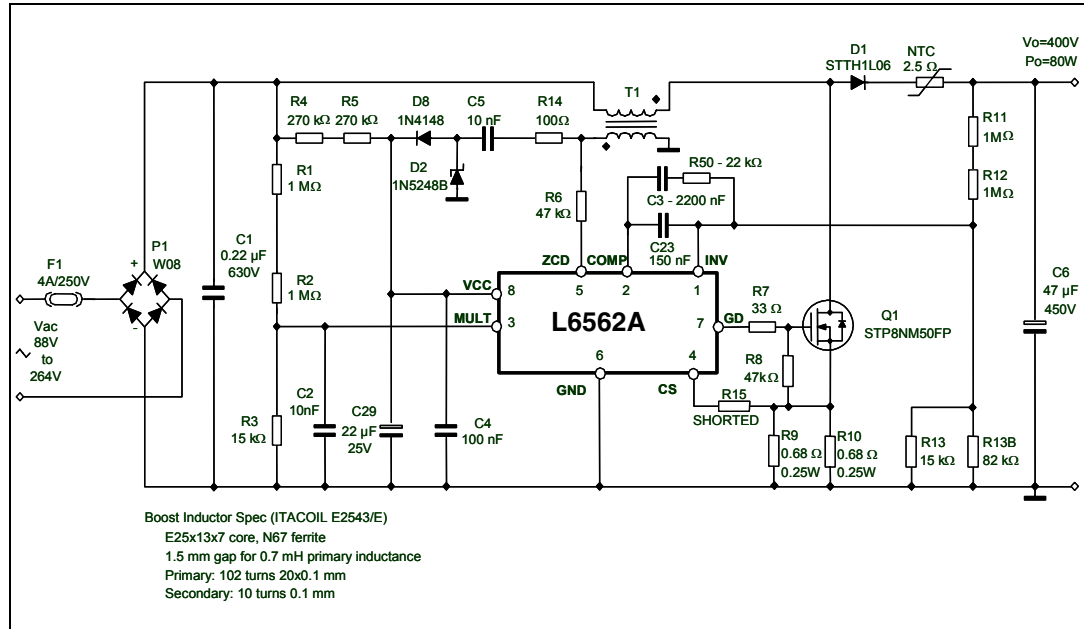 Vo=400V
Po=80W
D1
STTH1L06
NTC
2.5 Ω
T1
R4
270 kΩ
R5
270 kΩ
D8
1N4148
C5
10 nF
R14
100Ω
R11
1MΩ
R12
1MΩ
D2
1N5248B
R50 - 22 kΩ
C3 - 2200 nF
R6
47 kΩ
C23
150 nF
R1
1 MΩ
C1
0.22 µF
630V
P1
W08
+
-
F1
4A/250V
Vac
88V
to
264V
R2
1 MΩ
ZCD
COMP
INV
5
2
1
VCC
8
MULT
3
L6562A
7
GD
6
GND
4
CS
R7
33 Ω
R8
47kΩ
Q1
STP8NM50FP
C6
47 µF
450V
R15
SHORTED
R3
15 kΩ
C2
10nF
C29
22 µF
25V
C4
100 nF
R9
0.68 Ω
0.25W
R10
0.68 Ω
0.25W
R13
15 kΩ
R13B
82 kΩ
Boost Inductor Spec (ITACOIL E2543/E)
E25x13x7 core, N67 ferrite
1.5 mm gap for 0.7 mH primary inductance
Primary: 102 turns 20x0.1 mm
Secondary: 10 turns 0.1 mm